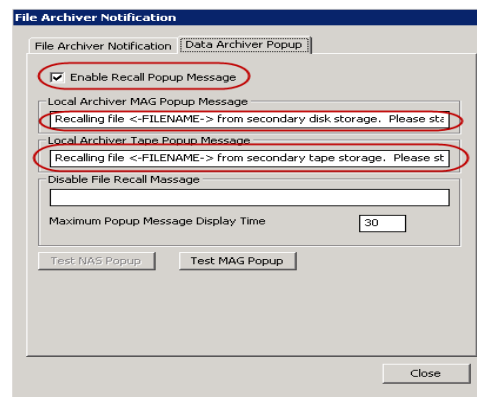 File Archiver Notification
File Archiver Notification
Data Archiver Popup
Enable Recall Popup Message
Local Archiver MAG Popup Message
Recalling file <-FILENAME-> from secondary disk storage. Please sta
Local Archiver Tape Popup Message
Recalling file <-FILENAME-> from secondary tape storage. Please st
Disable File Recall Massage
Maximum Popup Message Display Time
30
Test NAS Popup
Test MAG Popup
Close